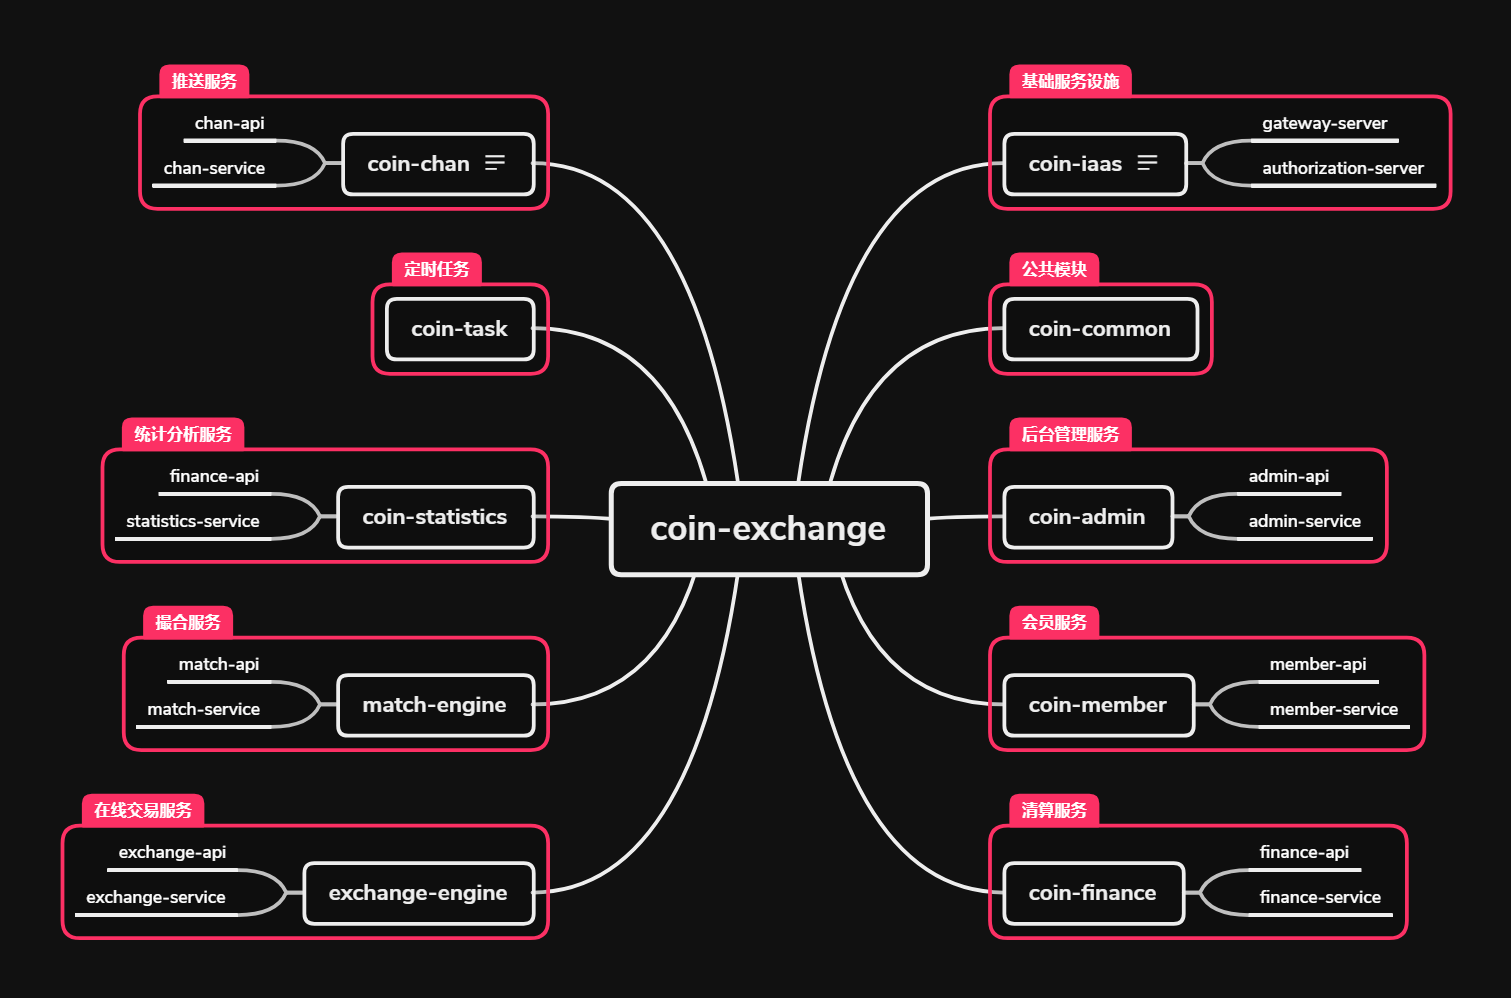 推送服务
chan-api
chan-service
coin-chan
定时任务
coin-task
统计分析服务
finance-api
statistics-service
coin-statistics
撮合服务
match-api
match-service
match-engine
在线交易服务
exchange-api
exchange-service
exchange-engine
coin-exchange
基础服务设施
coin-iaas
gateway-server
authorization-server
公共模块
coin-common
后台管理服务
coin-admin
admin-api
admin-service
会员服务
coin-member
member-api
member-service
清算服务
coin-finance
finance-api
finance-service